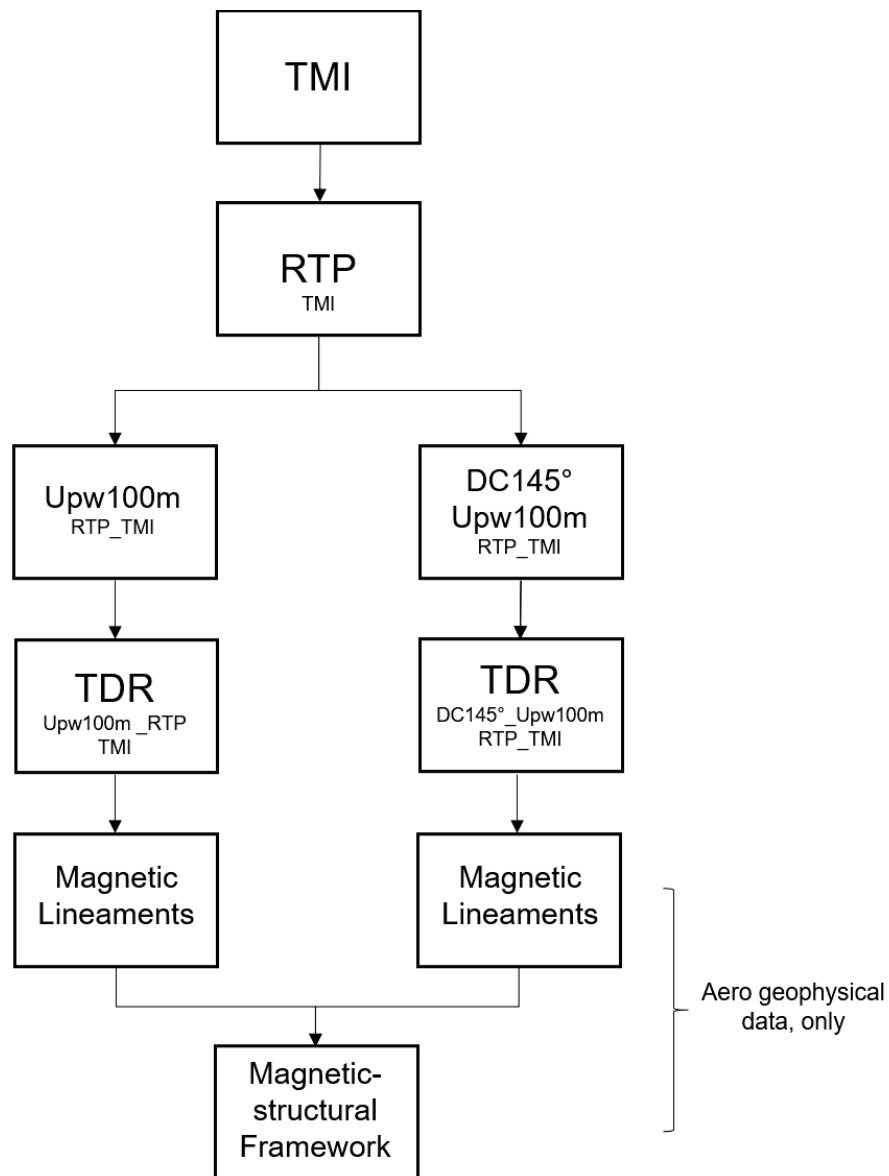 TMI
RTP
TMI
Upw100m
RTP_TMI
DC145°
Upw100m
RTP_TMI
TDR
Upw100m _RTP
TMI
TDR
DC145°_Upw100m
RTP_TMI
Magnetic
Lineaments
Magnetic
Lineaments
Aero geophysical
data, only
Magnetic-
structural
Framework